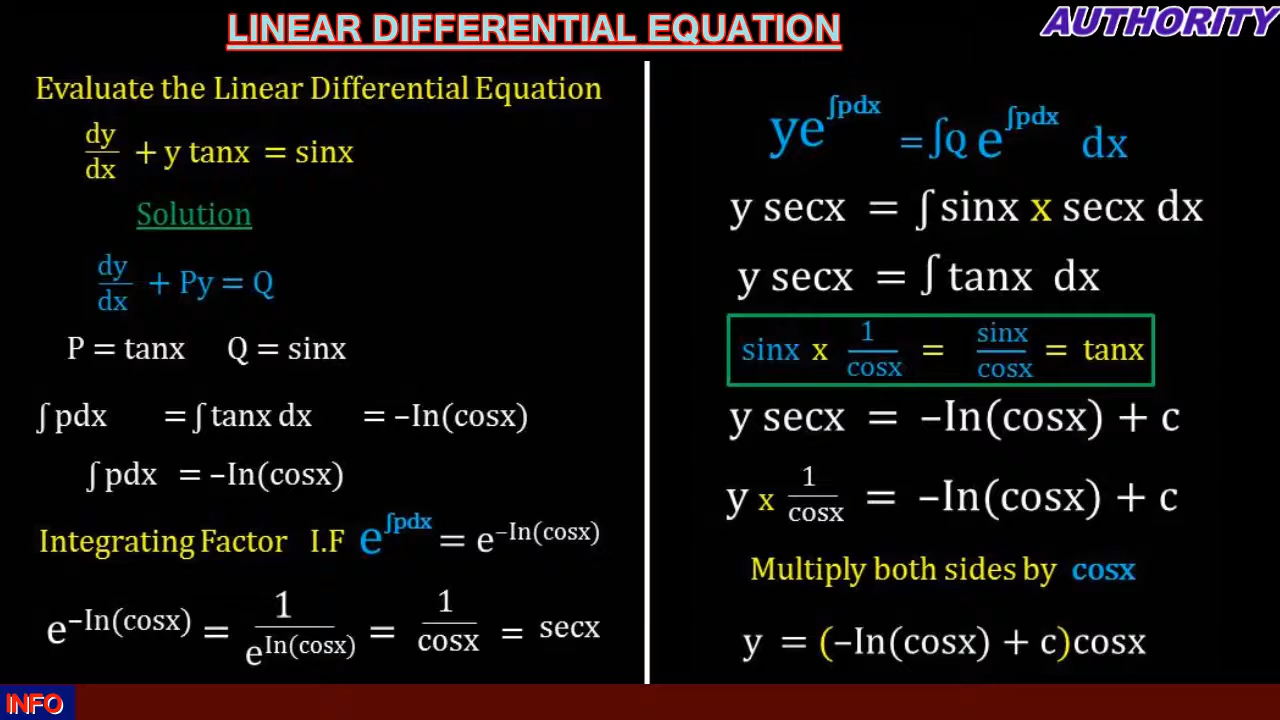 LINEAR DIFFERENTIAL EQUATION
AUTHORITY
Evaluate the Linear Differential Equation
dy/dx + y tanx = sinx
Solution
dy/dx + Py = Q
P = tanx Q = sinx
∫ pdx = ∫ tanx dx = –In(cosx)
∫ pdx = –In(cosx)
Integrating Factor I.F e^∫pdx = e^–In(cosx)
e^–In(cosx) = 1/e^In(cosx) = 1/cosx = secx
ye^∫pdx = ∫Q e^∫pdx dx
y secx = ∫ sinx x secx dx
y secx = ∫ tanx dx
sinx x 1/cosx = sinx/cosx = tanx
y secx = –In(cosx) + c
y x 1/cosx = –In(cosx) + c
Multiply both sides by cosx
y = (–In(cosx) + c)cosx
INFO